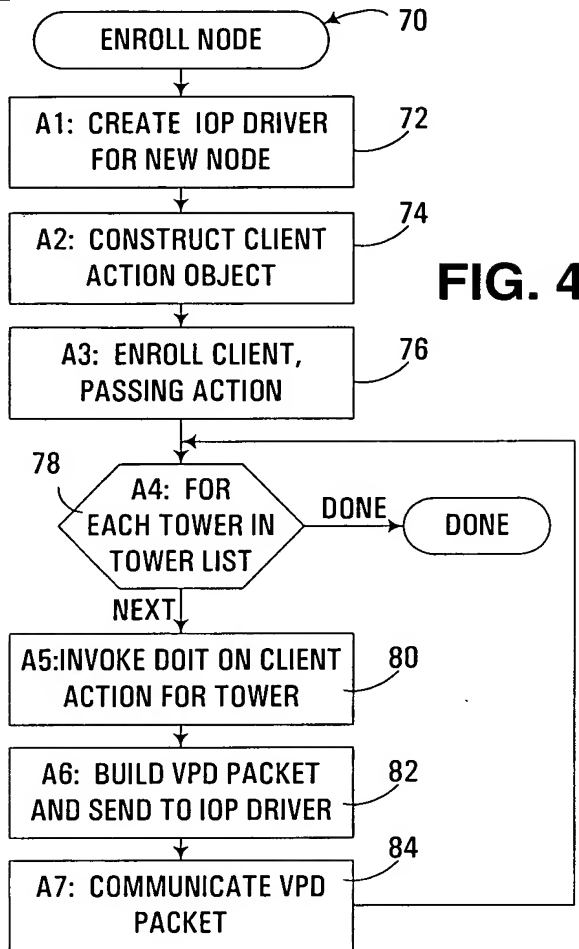 ENROLL NODE
70
A1: CREATE IOP DRIVER
FOR NEW NODE
72
A2: CONSTRUCT CLIENT
ACTION OBJECT
74
FIG. 4
A3: ENROLL CLIENT,
PASSING ACTION
76
78
A4: FOR
EACH TOWER IN
TOWER LIST
DONE
DONE
NEXT
A5:INVOKE DOIT ON CLIENT
ACTION FOR TOWER
80
A6: BUILD VPD PACKET
AND SEND TO IOP DRIVER
82
A7: COMMUNICATE VPD
PACKET
84